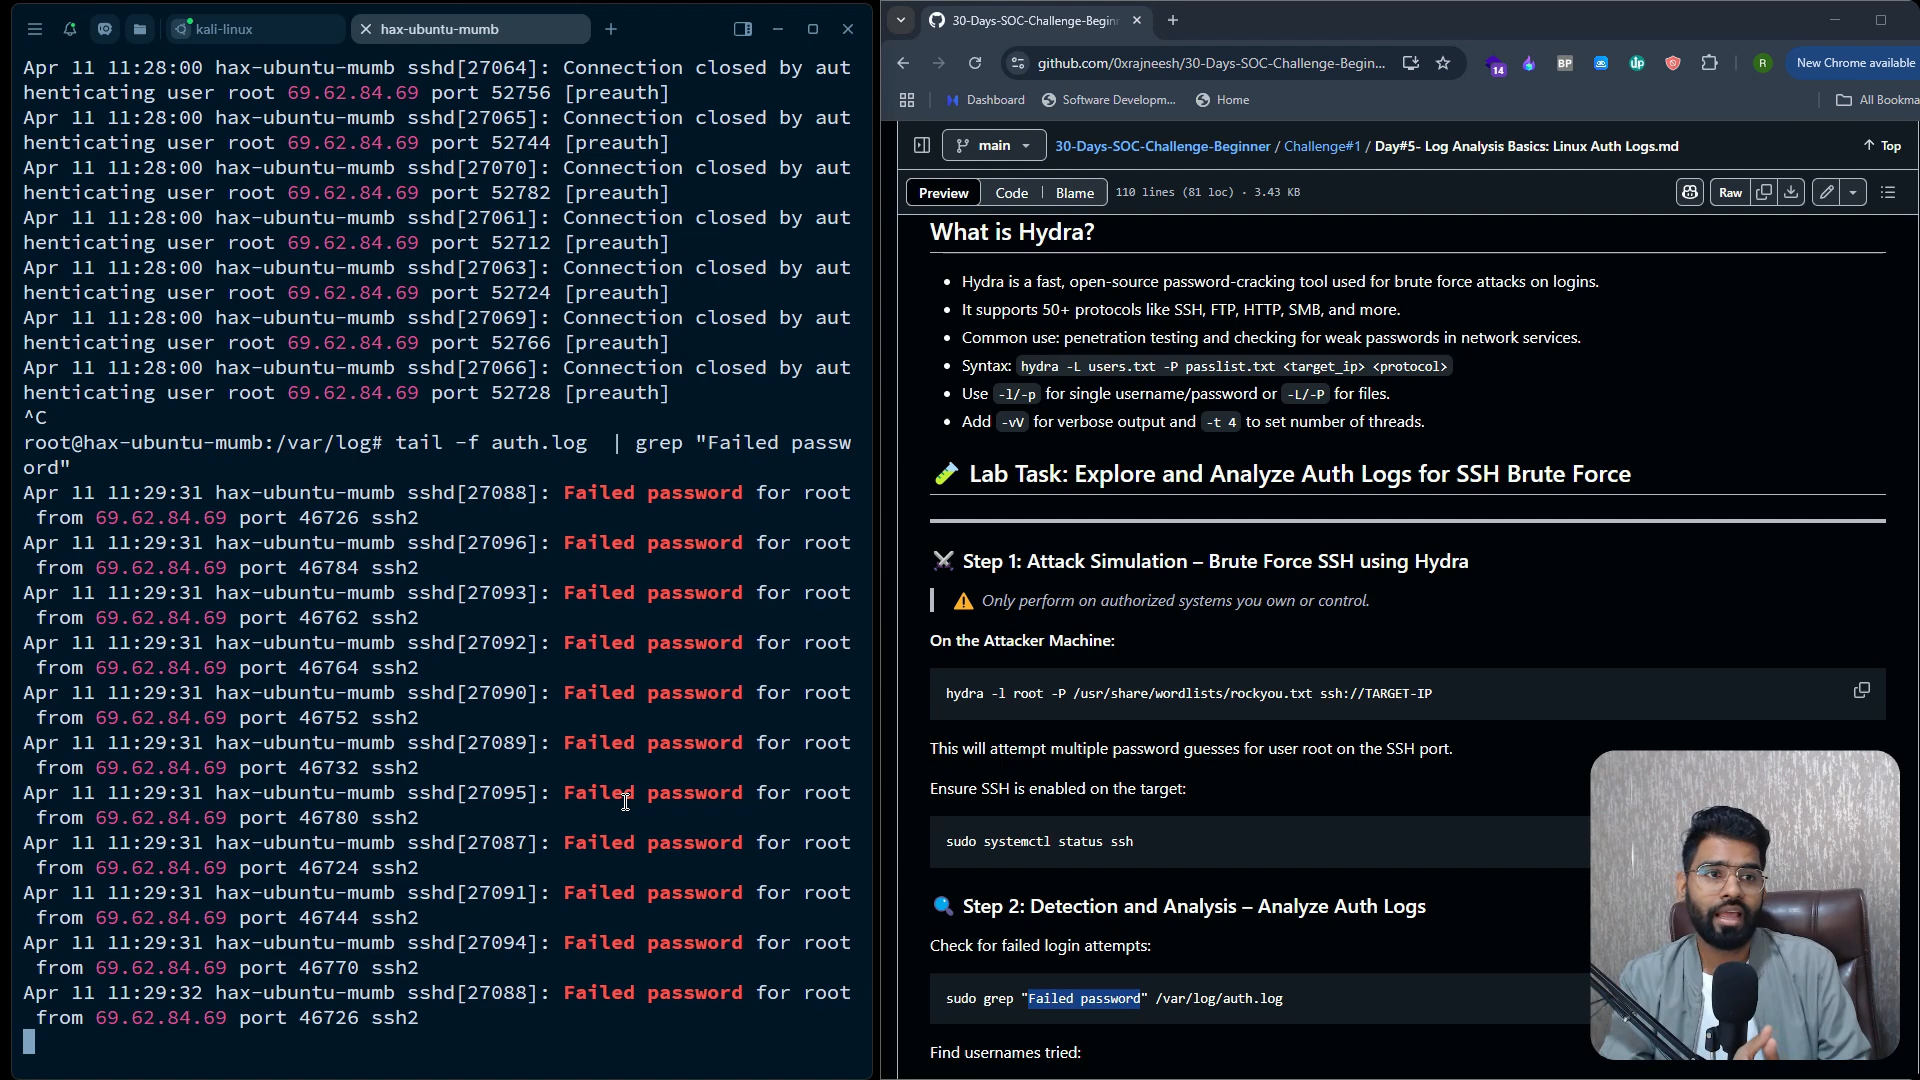 kali-linux
hax-ubuntu-mumb
Apr 11 11:28:00 hax-ubuntu-mumb sshd[27064]: Connection closed by aut
henticating user root 69.62.84.69 port 52756 [preauth]
Apr 11 11:28:00 hax-ubuntu-mumb sshd[27065]: Connection closed by aut
henticating user root 69.62.84.69 port 52744 [preauth]
Apr 11 11:28:00 hax-ubuntu-mumb sshd[27070]: Connection closed by aut
henticating user root 69.62.84.69 port 52782 [preauth]
Apr 11 11:28:00 hax-ubuntu-mumb sshd[27061]: Connection closed by aut
henticating user root 69.62.84.69 port 52712 [preauth]
Apr 11 11:28:00 hax-ubuntu-mumb sshd[27063]: Connection closed by aut
henticating user root 69.62.84.69 port 52724 [preauth]
Apr 11 11:28:00 hax-ubuntu-mumb sshd[27069]: Connection closed by aut
henticating user root 69.62.84.69 port 52766 [preauth]
Apr 11 11:28:00 hax-ubuntu-mumb sshd[27066]: Connection closed by aut
henticating user root 69.62.84.69 port 52728 [preauth]
^C
root@hax-ubuntu-mumb:/var/log# tail -f auth.log  | grep "Failed passw
ord"
Apr 11 11:29:31 hax-ubuntu-mumb sshd[27088]: Failed password for root
from 69.62.84.69 port 46726 ssh2
Apr 11 11:29:31 hax-ubuntu-mumb sshd[27096]: Failed password for root
from 69.62.84.69 port 46784 ssh2
Apr 11 11:29:31 hax-ubuntu-mumb sshd[27093]: Failed password for root
from 69.62.84.69 port 46762 ssh2
Apr 11 11:29:31 hax-ubuntu-mumb sshd[27092]: Failed password for root
from 69.62.84.69 port 46764 ssh2
Apr 11 11:29:31 hax-ubuntu-mumb sshd[27090]: Failed password for root
from 69.62.84.69 port 46752 ssh2
Apr 11 11:29:31 hax-ubuntu-mumb sshd[27089]: Failed password for root
from 69.62.84.69 port 46732 ssh2
Apr 11 11:29:31 hax-ubuntu-mumb sshd[27095]: Failed password for root
from 69.62.84.69 port 46780 ssh2
Apr 11 11:29:31 hax-ubuntu-mumb sshd[27087]: Failed password for root
from 69.62.84.69 port 46724 ssh2
Apr 11 11:29:31 hax-ubuntu-mumb sshd[27091]: Failed password for root
from 69.62.84.69 port 46744 ssh2
Apr 11 11:29:31 hax-ubuntu-mumb sshd[27094]: Failed password for root
from 69.62.84.69 port 46770 ssh2
Apr 11 11:29:32 hax-ubuntu-mumb sshd[27088]: Failed password for root
from 69.62.84.69 port 46726 ssh2
30-Days-SOC-Challenge-Begin
github.com/0xrajneesh/30-Days-SOC-Challenge-Begin...
14
BP
up
R
New Chrome available
Dashboard
Software Developm...
Home
All Bookma
main
30-Days-SOC-Challenge-Beginner / Challenge#1 / Day#5- Log Analysis Basics: Linux Auth Logs.md
Top
Preview
Code
Blame
110 lines (81 loc) · 3.43 KB
Raw
What is Hydra?
• Hydra is a fast, open-source password-cracking tool used for brute force attacks on logins.
• It supports 50+ protocols like SSH, FTP, HTTP, SMB, and more.
• Common use: penetration testing and checking for weak passwords in network services.
• Syntax: hydra -L users.txt -P passlist.txt <target_ip> <protocol>
• Use -l/-p for single username/password or -L/-P for files.
• Add -vV for verbose output and -t 4 to set number of threads.
Lab Task: Explore and Analyze Auth Logs for SSH Brute Force
Step 1: Attack Simulation – Brute Force SSH using Hydra
Only perform on authorized systems you own or control.
On the Attacker Machine:
hydra -l root -P /usr/share/wordlists/rockyou.txt ssh://TARGET-IP
This will attempt multiple password guesses for user root on the SSH port.
Ensure SSH is enabled on the target:
sudo systemctl status ssh
Step 2: Detection and Analysis – Analyze Auth Logs
Check for failed login attempts:
sudo grep "Failed password" /var/log/auth.log
Find usernames tried: